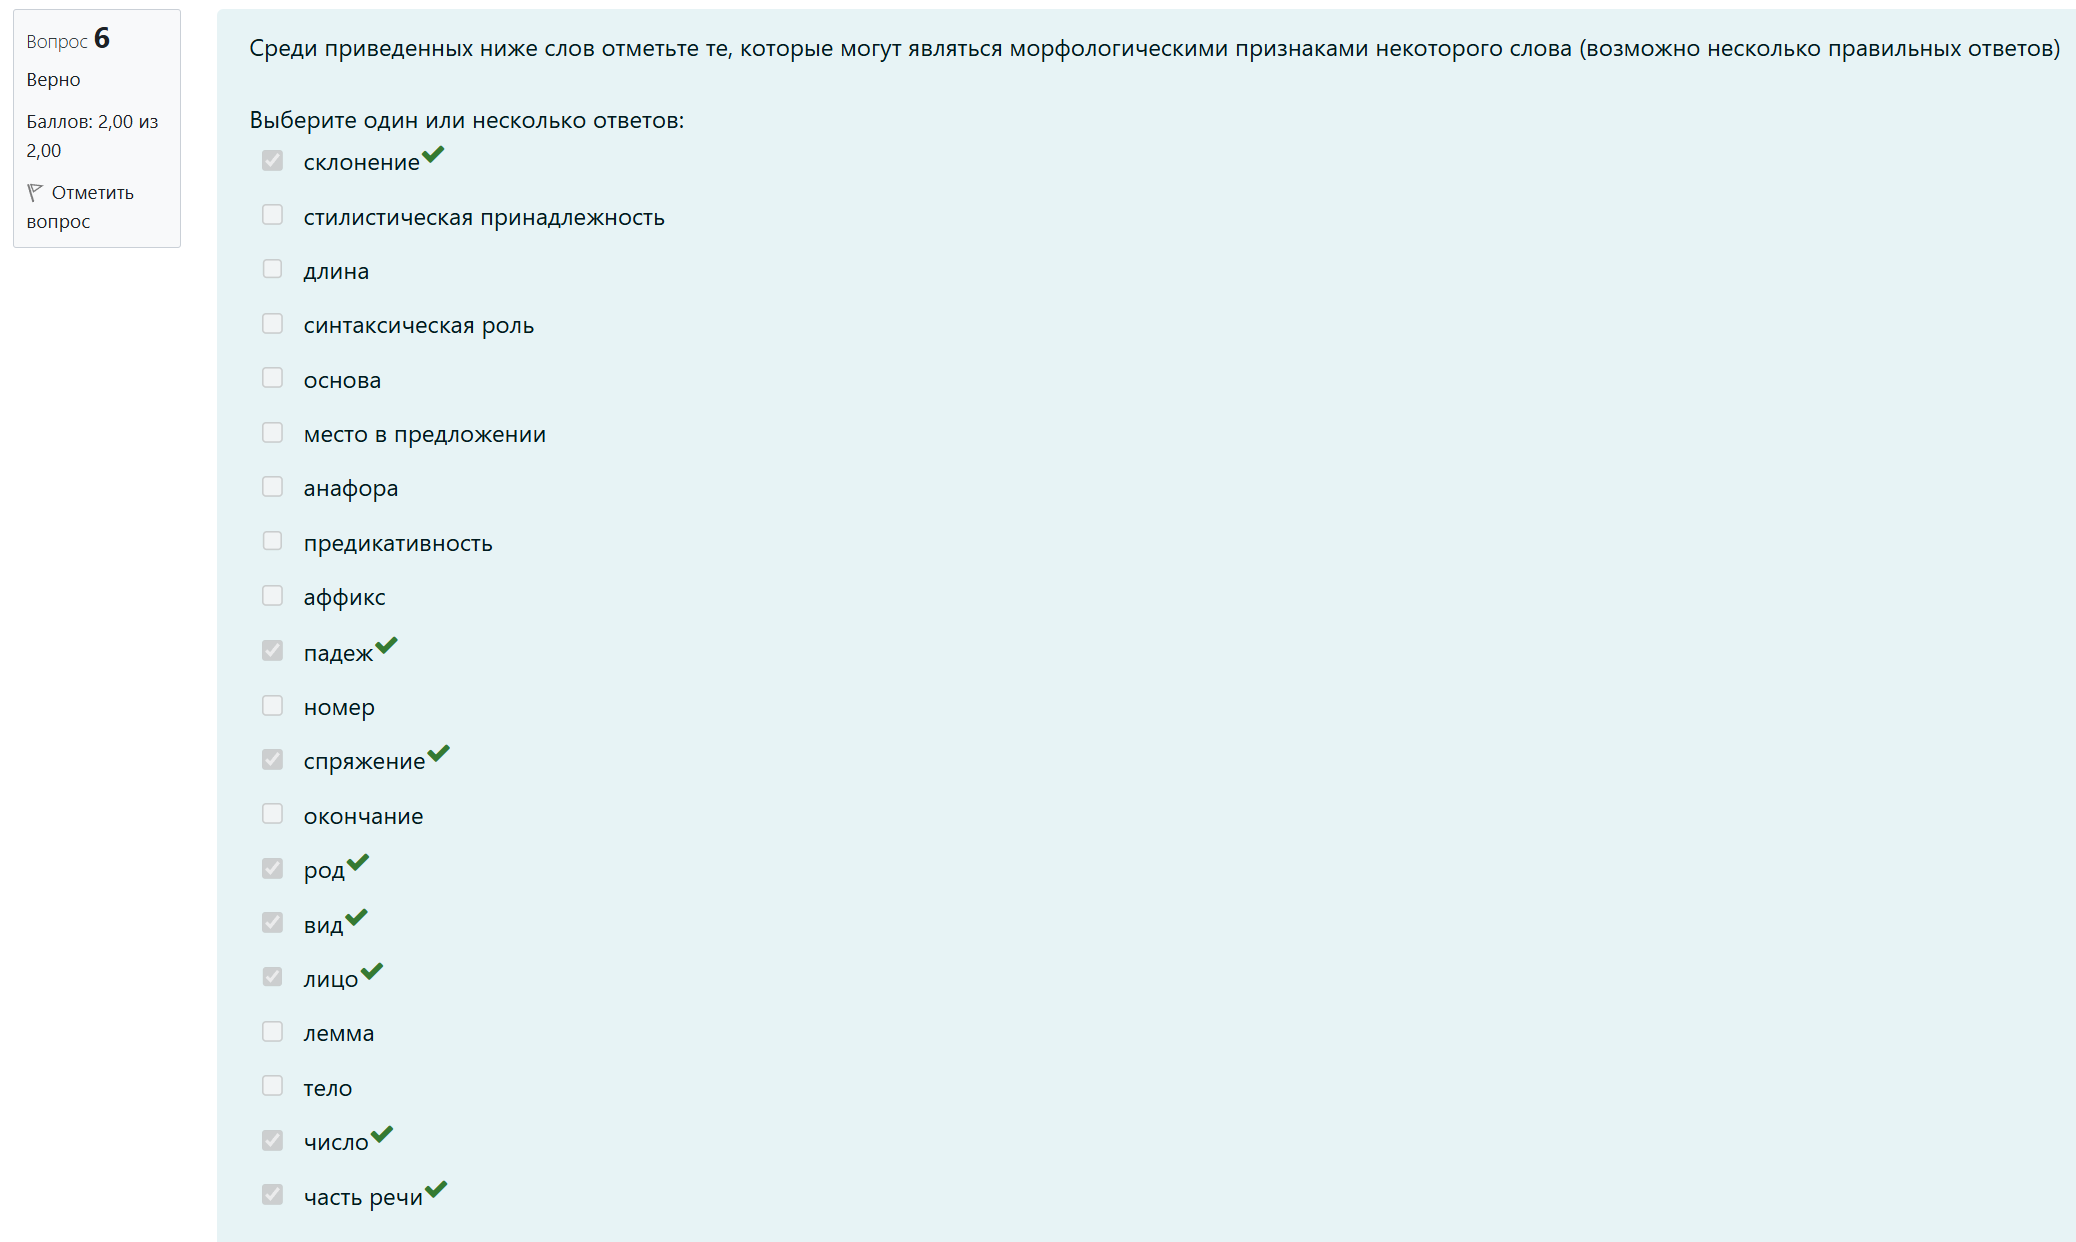 Вопрос 6
Верно
Баллов: 2,00 из
2,00
Отметить
вопрос
Среди приведенных ниже слов отметьте те, которые могут являться морфологическими признаками некоторого слова (возможно несколько правильных ответов)
Выберите один или несколько ответов:
склонение
стилистическая принадлежность
длина
синтаксическая роль
основа
место в предложении
анафора
предикативность
аффикс
падеж
номер
спряжение
окончание
род
вид
лицо
лемма
тело
число
часть речи